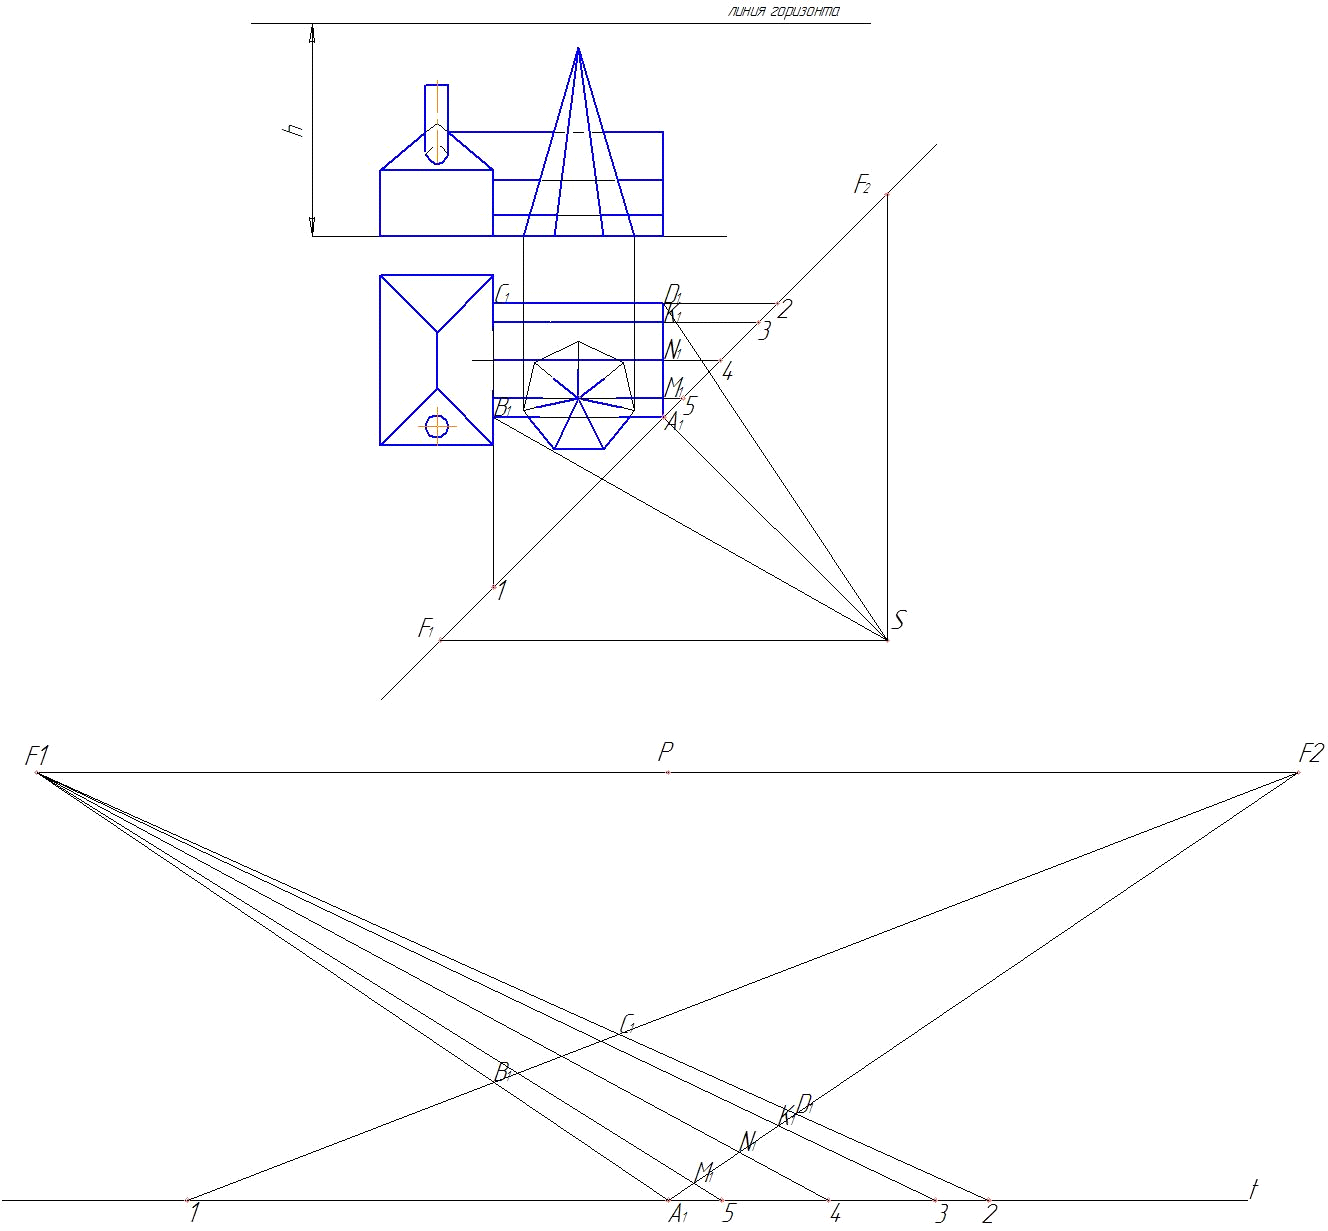 линия горизонта
h
F₂
C₁
D₁
2
K₁
3
N₁
4
M₁
B₁
5
A₁
1
F₁
S
F1
P
F2
C₁
B₁
D₁
K₁
N₁
M₁
t
1
A₁
5
4
3
2